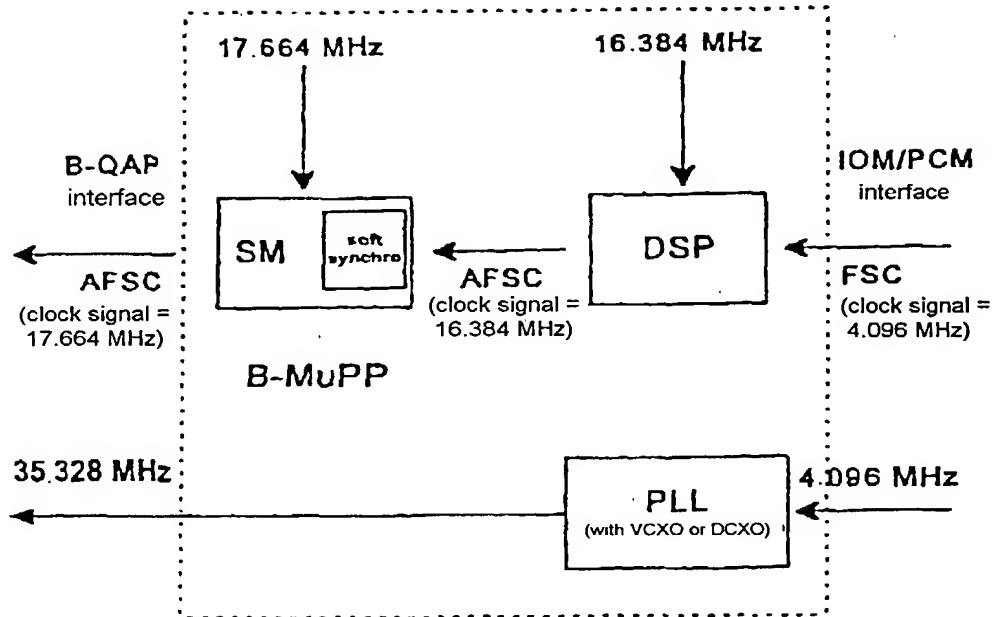 17.664 MHz
16.384 MHz
B-QAP
interface
IOM/PCM
interface
SM
soft
synchro
DSP
AFSC
(clock signal =
17.664 MHz)
AFSC
(clock signal =
16.384 MHz)
FSC
(clock signal =
4.096 MHz)
B-MuPP
35.328 MHz
4.096 MHz
PLL
(with VCXO or DCXO)